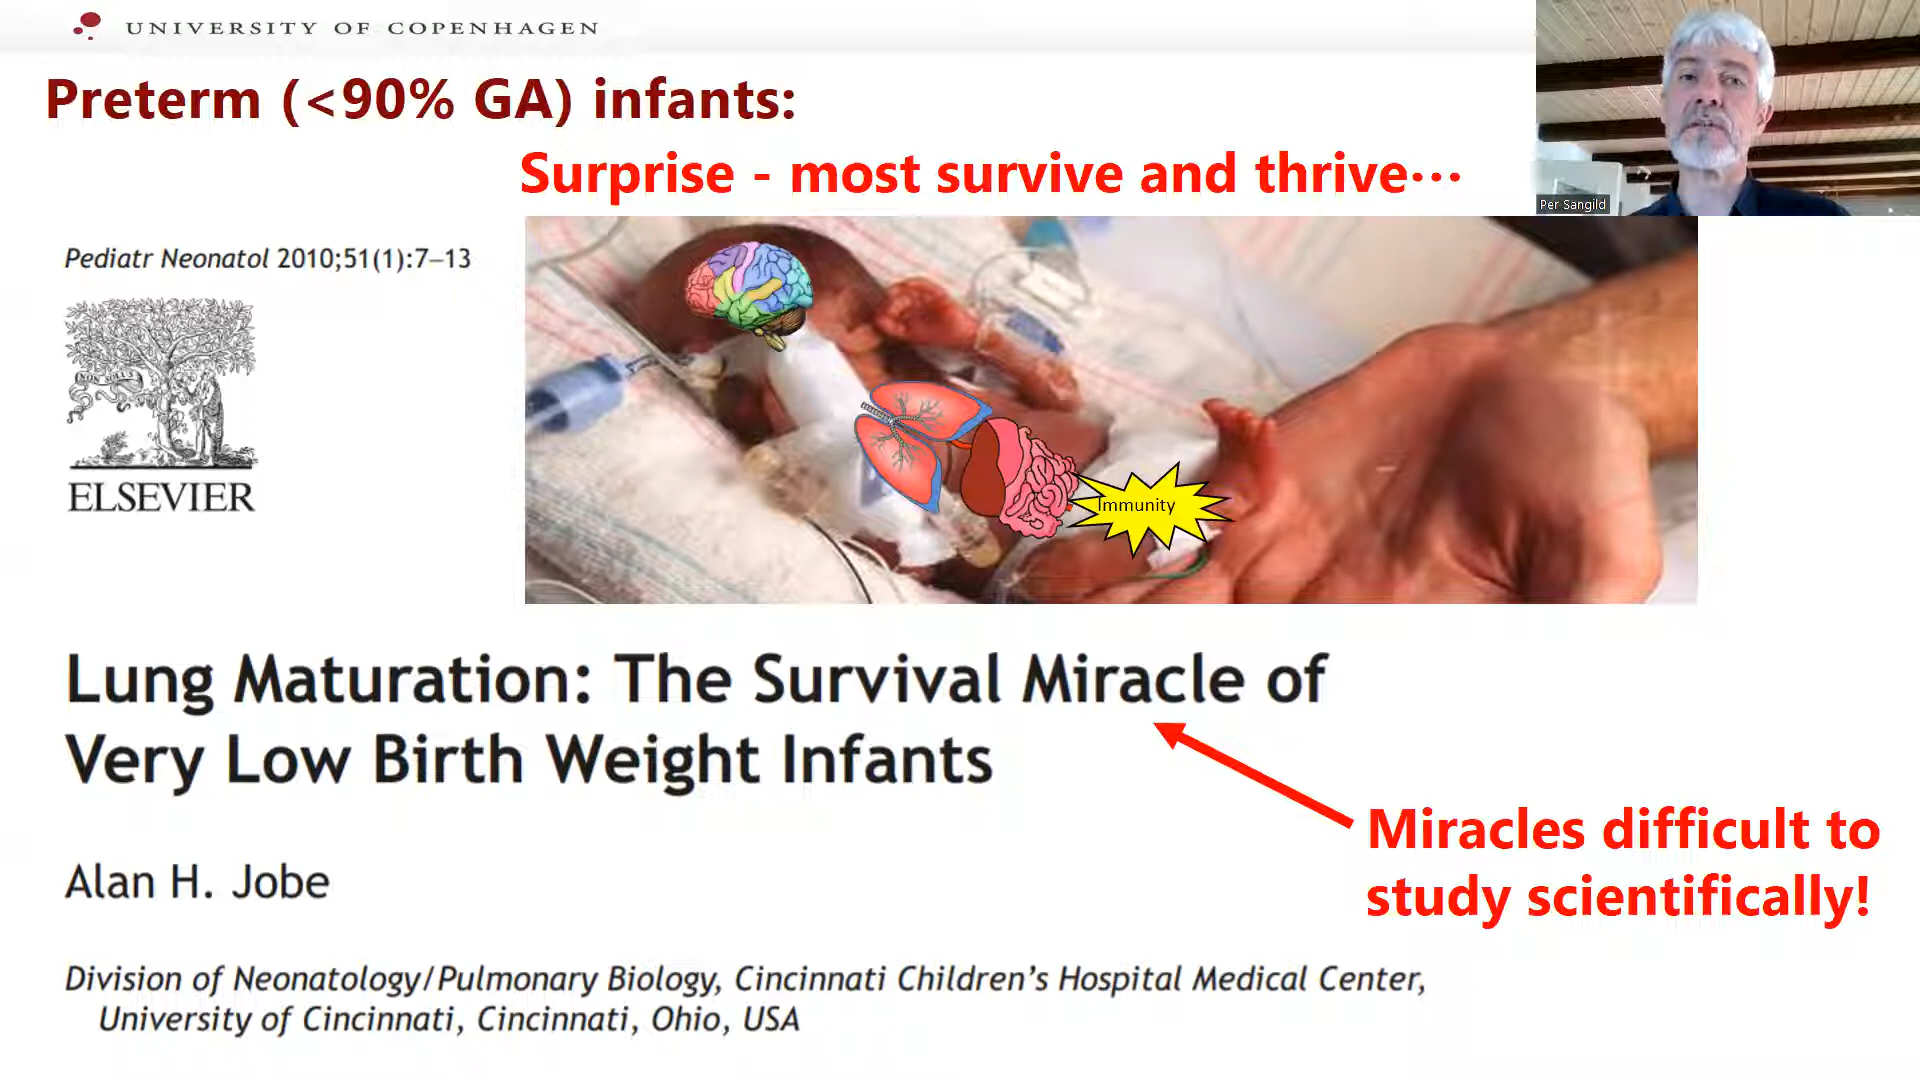 UNIVERSITY OF COPENHAGEN
Preterm (<90% GA) infants:
Surprise - most survive and thrive···
Per Sangild
Pediatr Neonatol 2010;51(1):7–13
NON SOLUS
ELSEVIER
Immunity
Lung Maturation: The Survival Miracle of
Very Low Birth Weight Infants
Miracles difficult to
study scientifically!
Alan H. Jobe
Division of Neonatology/Pulmonary Biology, Cincinnati Children’s Hospital Medical Center,
University of Cincinnati, Cincinnati, Ohio, USA